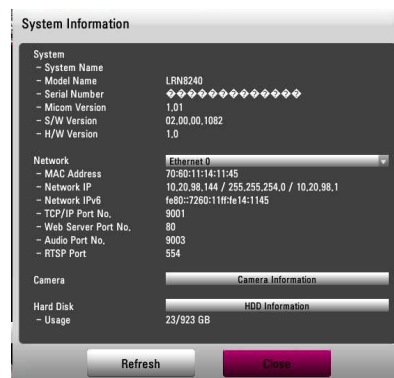 System Information
System
- System Name
- Model Name LRN8240
- Serial Number ��������������
- Micom Version 1.01
- S/W Version 02.00.00.1082
- H/W Version 1.0
Network Ethernet 0
- MAC Address 70:60:11:14:11:45
- Network IP 10.20.98.144 / 255.255.254.0 / 10.20.98.1
- Network IPv6 fe80::7260:11ff:fe14:1145
- TCP/IP Port No. 9001
- Web Server Port No. 80
- Audio Port No. 9003
- RTSP Port 554
Camera Camera Information
Hard Disk HDD Information
- Usage 23/923 GB
Refresh Close